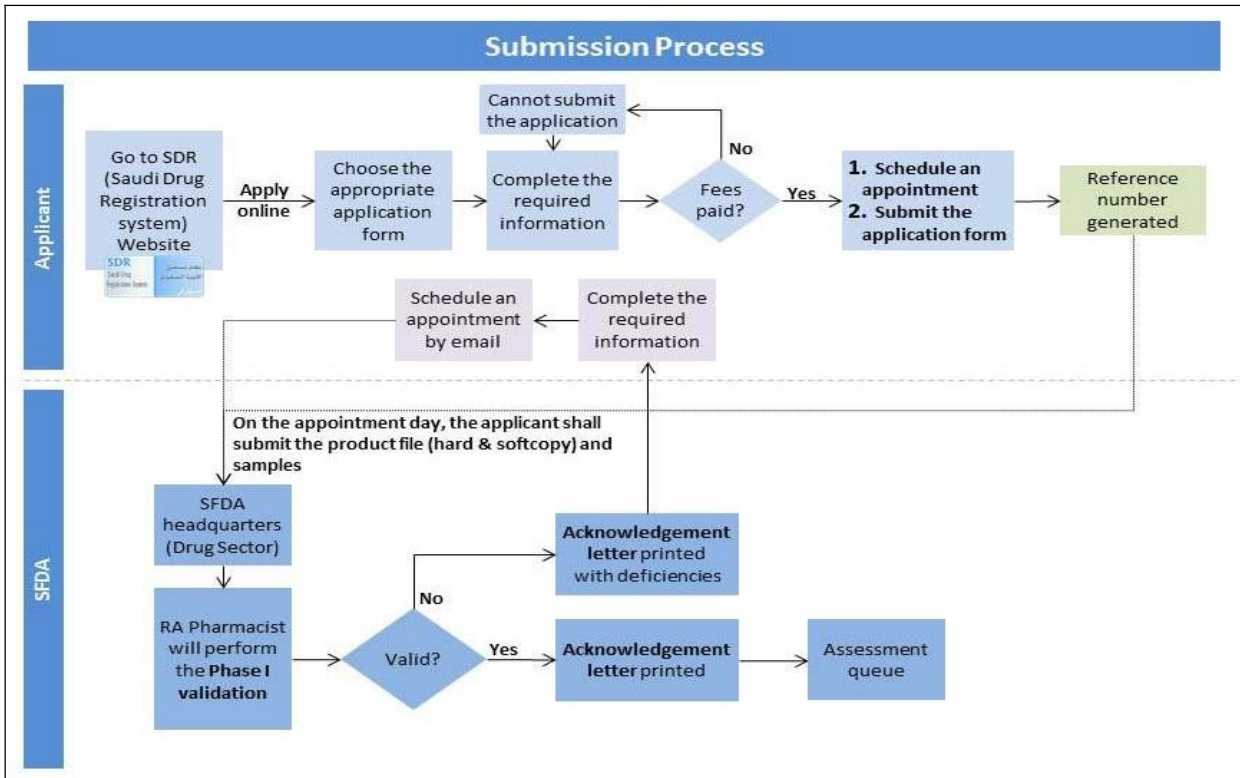 Submission Process
Applicant
Go to SDR
(Saudi Drug
Registration
system)
Website
SDR
Saudi Drug
Registration System
Apply
online
Choose the
appropriate
application
form
Cannot submit
the application
Complete the
required
information
No
Fees
paid?
Yes
1. Schedule an
appointment
2. Submit the
application form
Reference
number
generated
Schedule an
appointment
by email
Complete the
required
information
SFDA
On the appointment day, the applicant shall
submit the product file (hard & softcopy) and
samples
SFDA
headquarters
(Drug Sector)
RA Pharmacist
will perform
the Phase I
validation
Valid?
No
Acknowledgement
letter printed
with deficiencies
Yes
Acknowledgement
letter printed
Assessment
queue